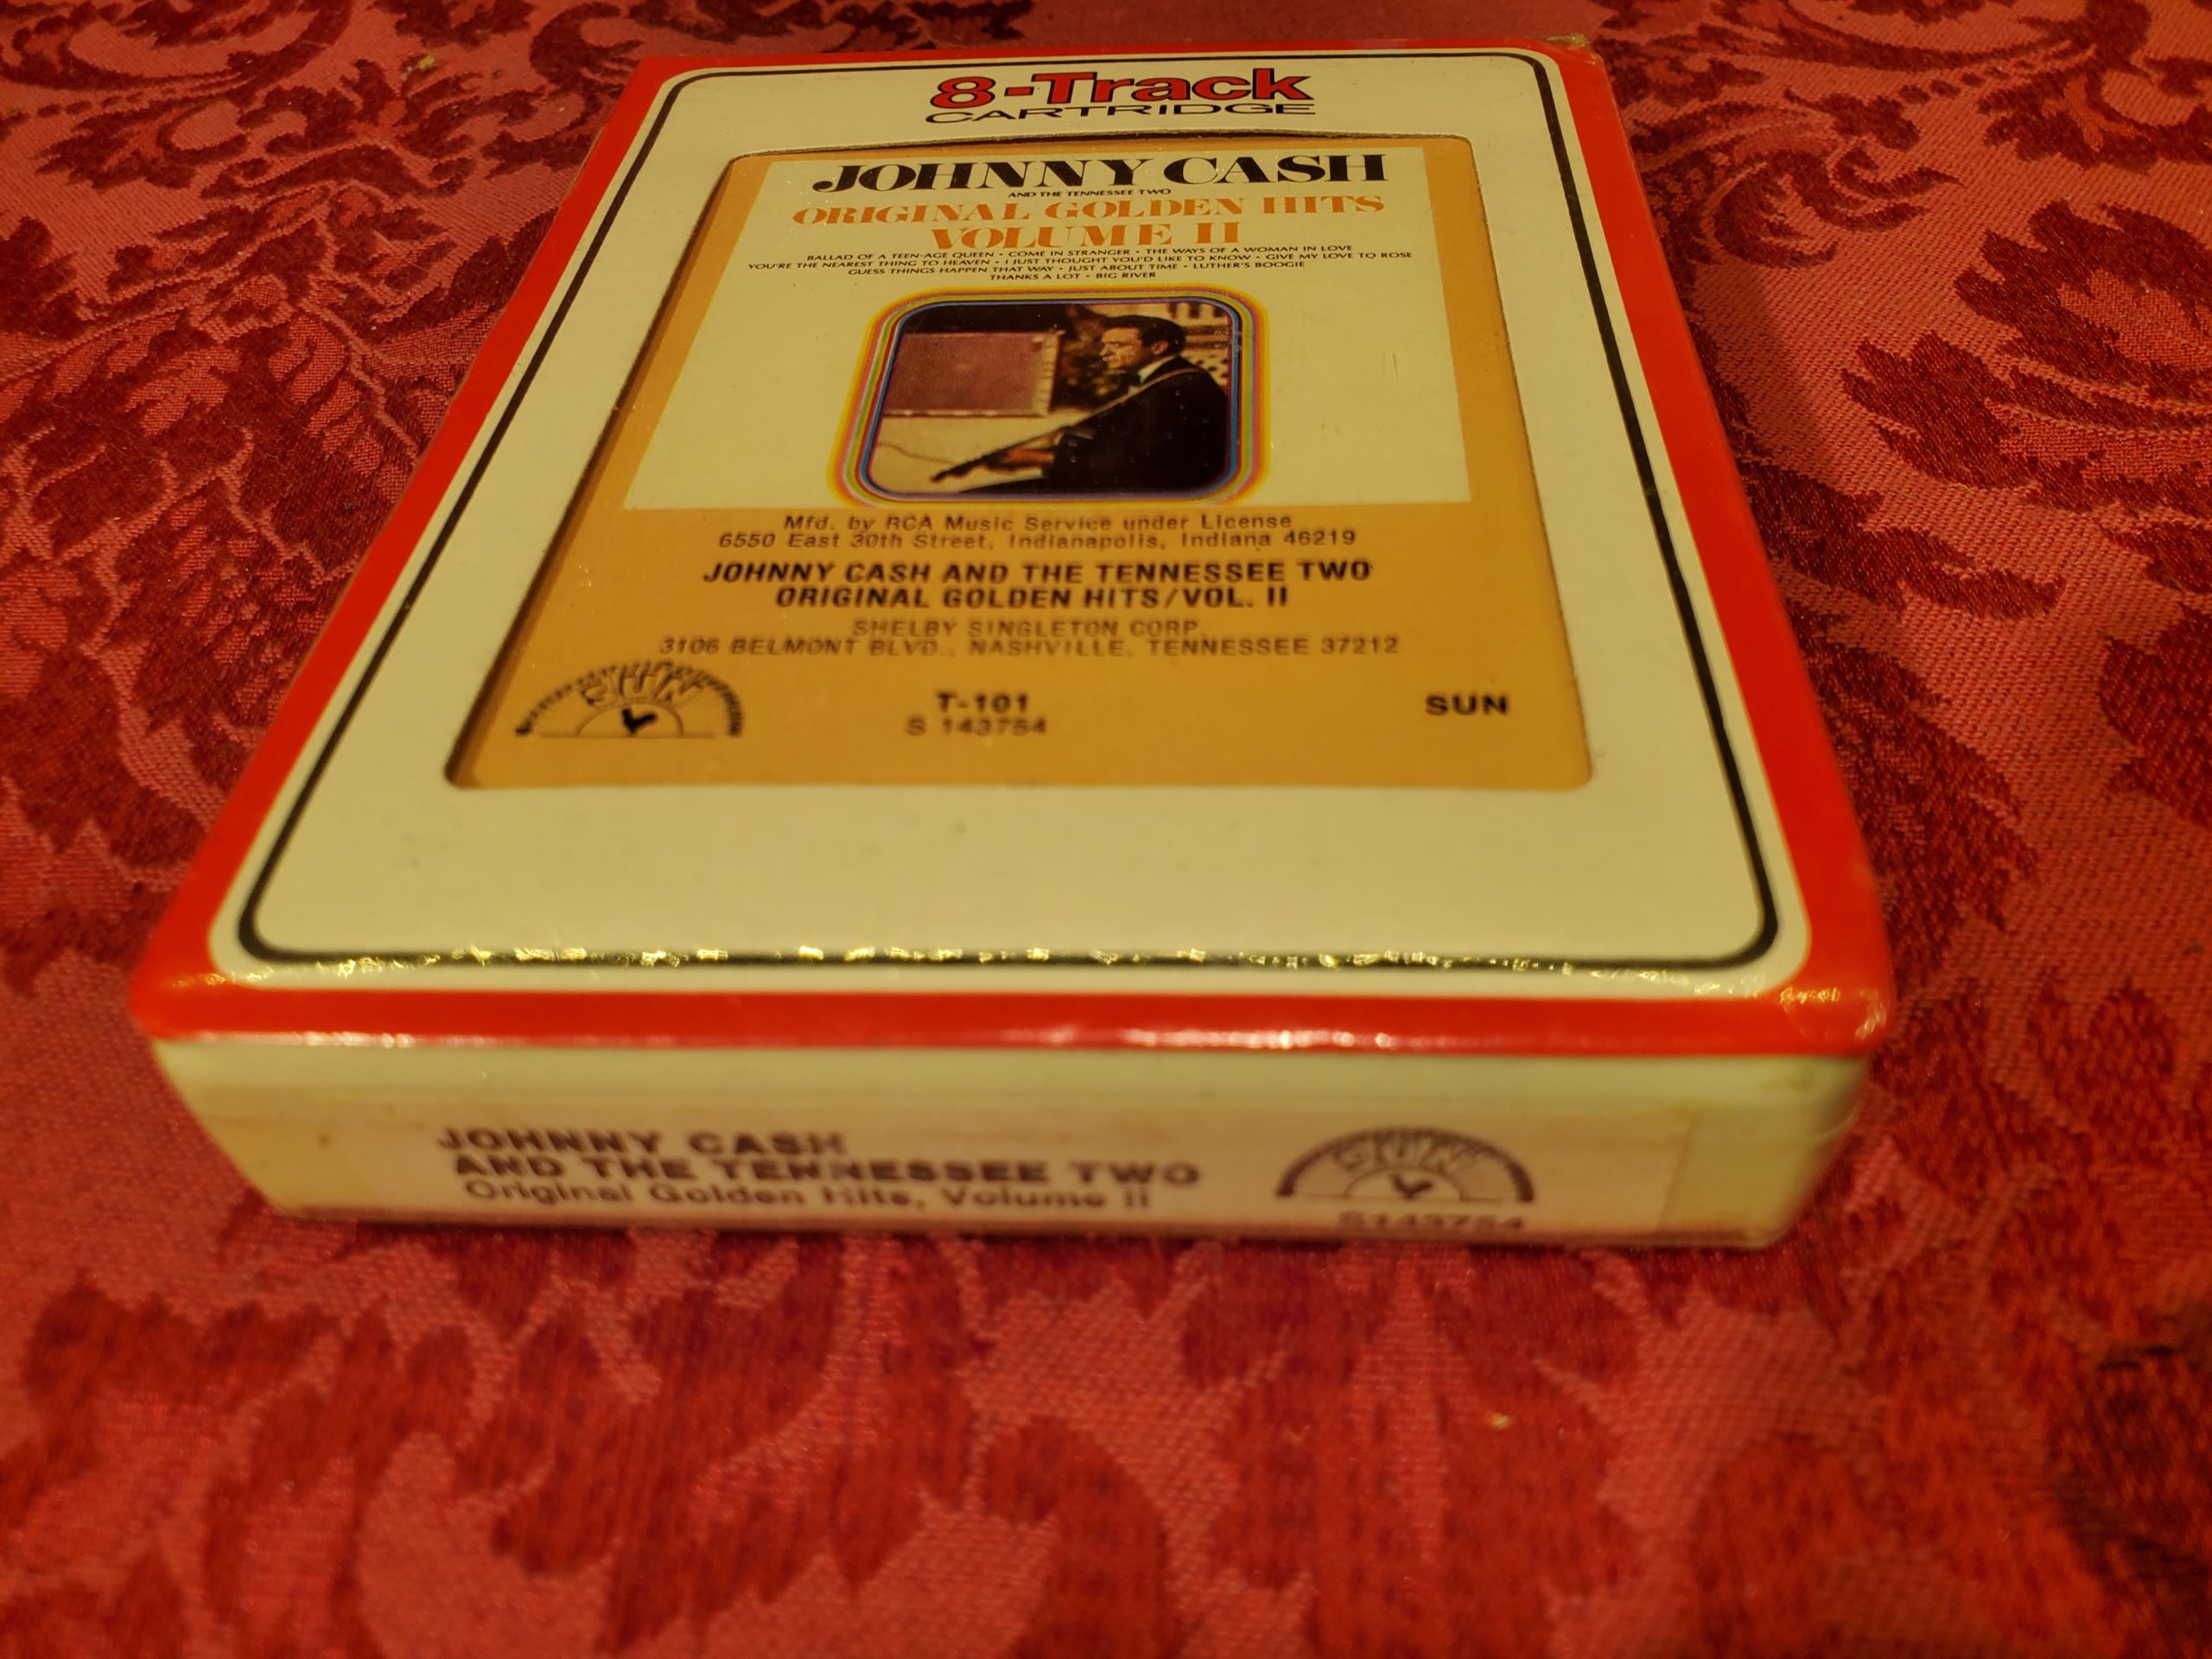 8-Track
CARTRIDGE
JOHNNY CASH
AND THE TENNESSEE TWO
ORIGINAL GOLDEN HITS
VOLUME II
BALLAD OF A TEEN-AGE QUEEN • COME IN STRANGER • THE WAYS OF A WOMAN IN LOVE
YOU'RE THE NEAREST THING TO HEAVEN • I JUST THOUGHT YOU'D LIKE TO KNOW • GIVE MY LOVE TO ROSE
GUESS THINGS HAPPEN THAT WAY • JUST ABOUT TIME • LUTHER'S BOOGIE
THANKS A LOT • BIG RIVER
Mfd. by RCA Music Service under License
6550 East 30th Street, Indianapolis, Indiana 46219
JOHNNY CASH AND THE TENNESSEE TWO
ORIGINAL GOLDEN HITS/VOL. II
SHELBY SINGLETON CORP.
3106 BELMONT BLVD., NASHVILLE, TENNESSEE 37212
SUN
T-101
SUN
S 143754
JOHNNY CASH
AND THE TENNESSEE TWO
Original Golden Hits, Volume II
SUN
S143754